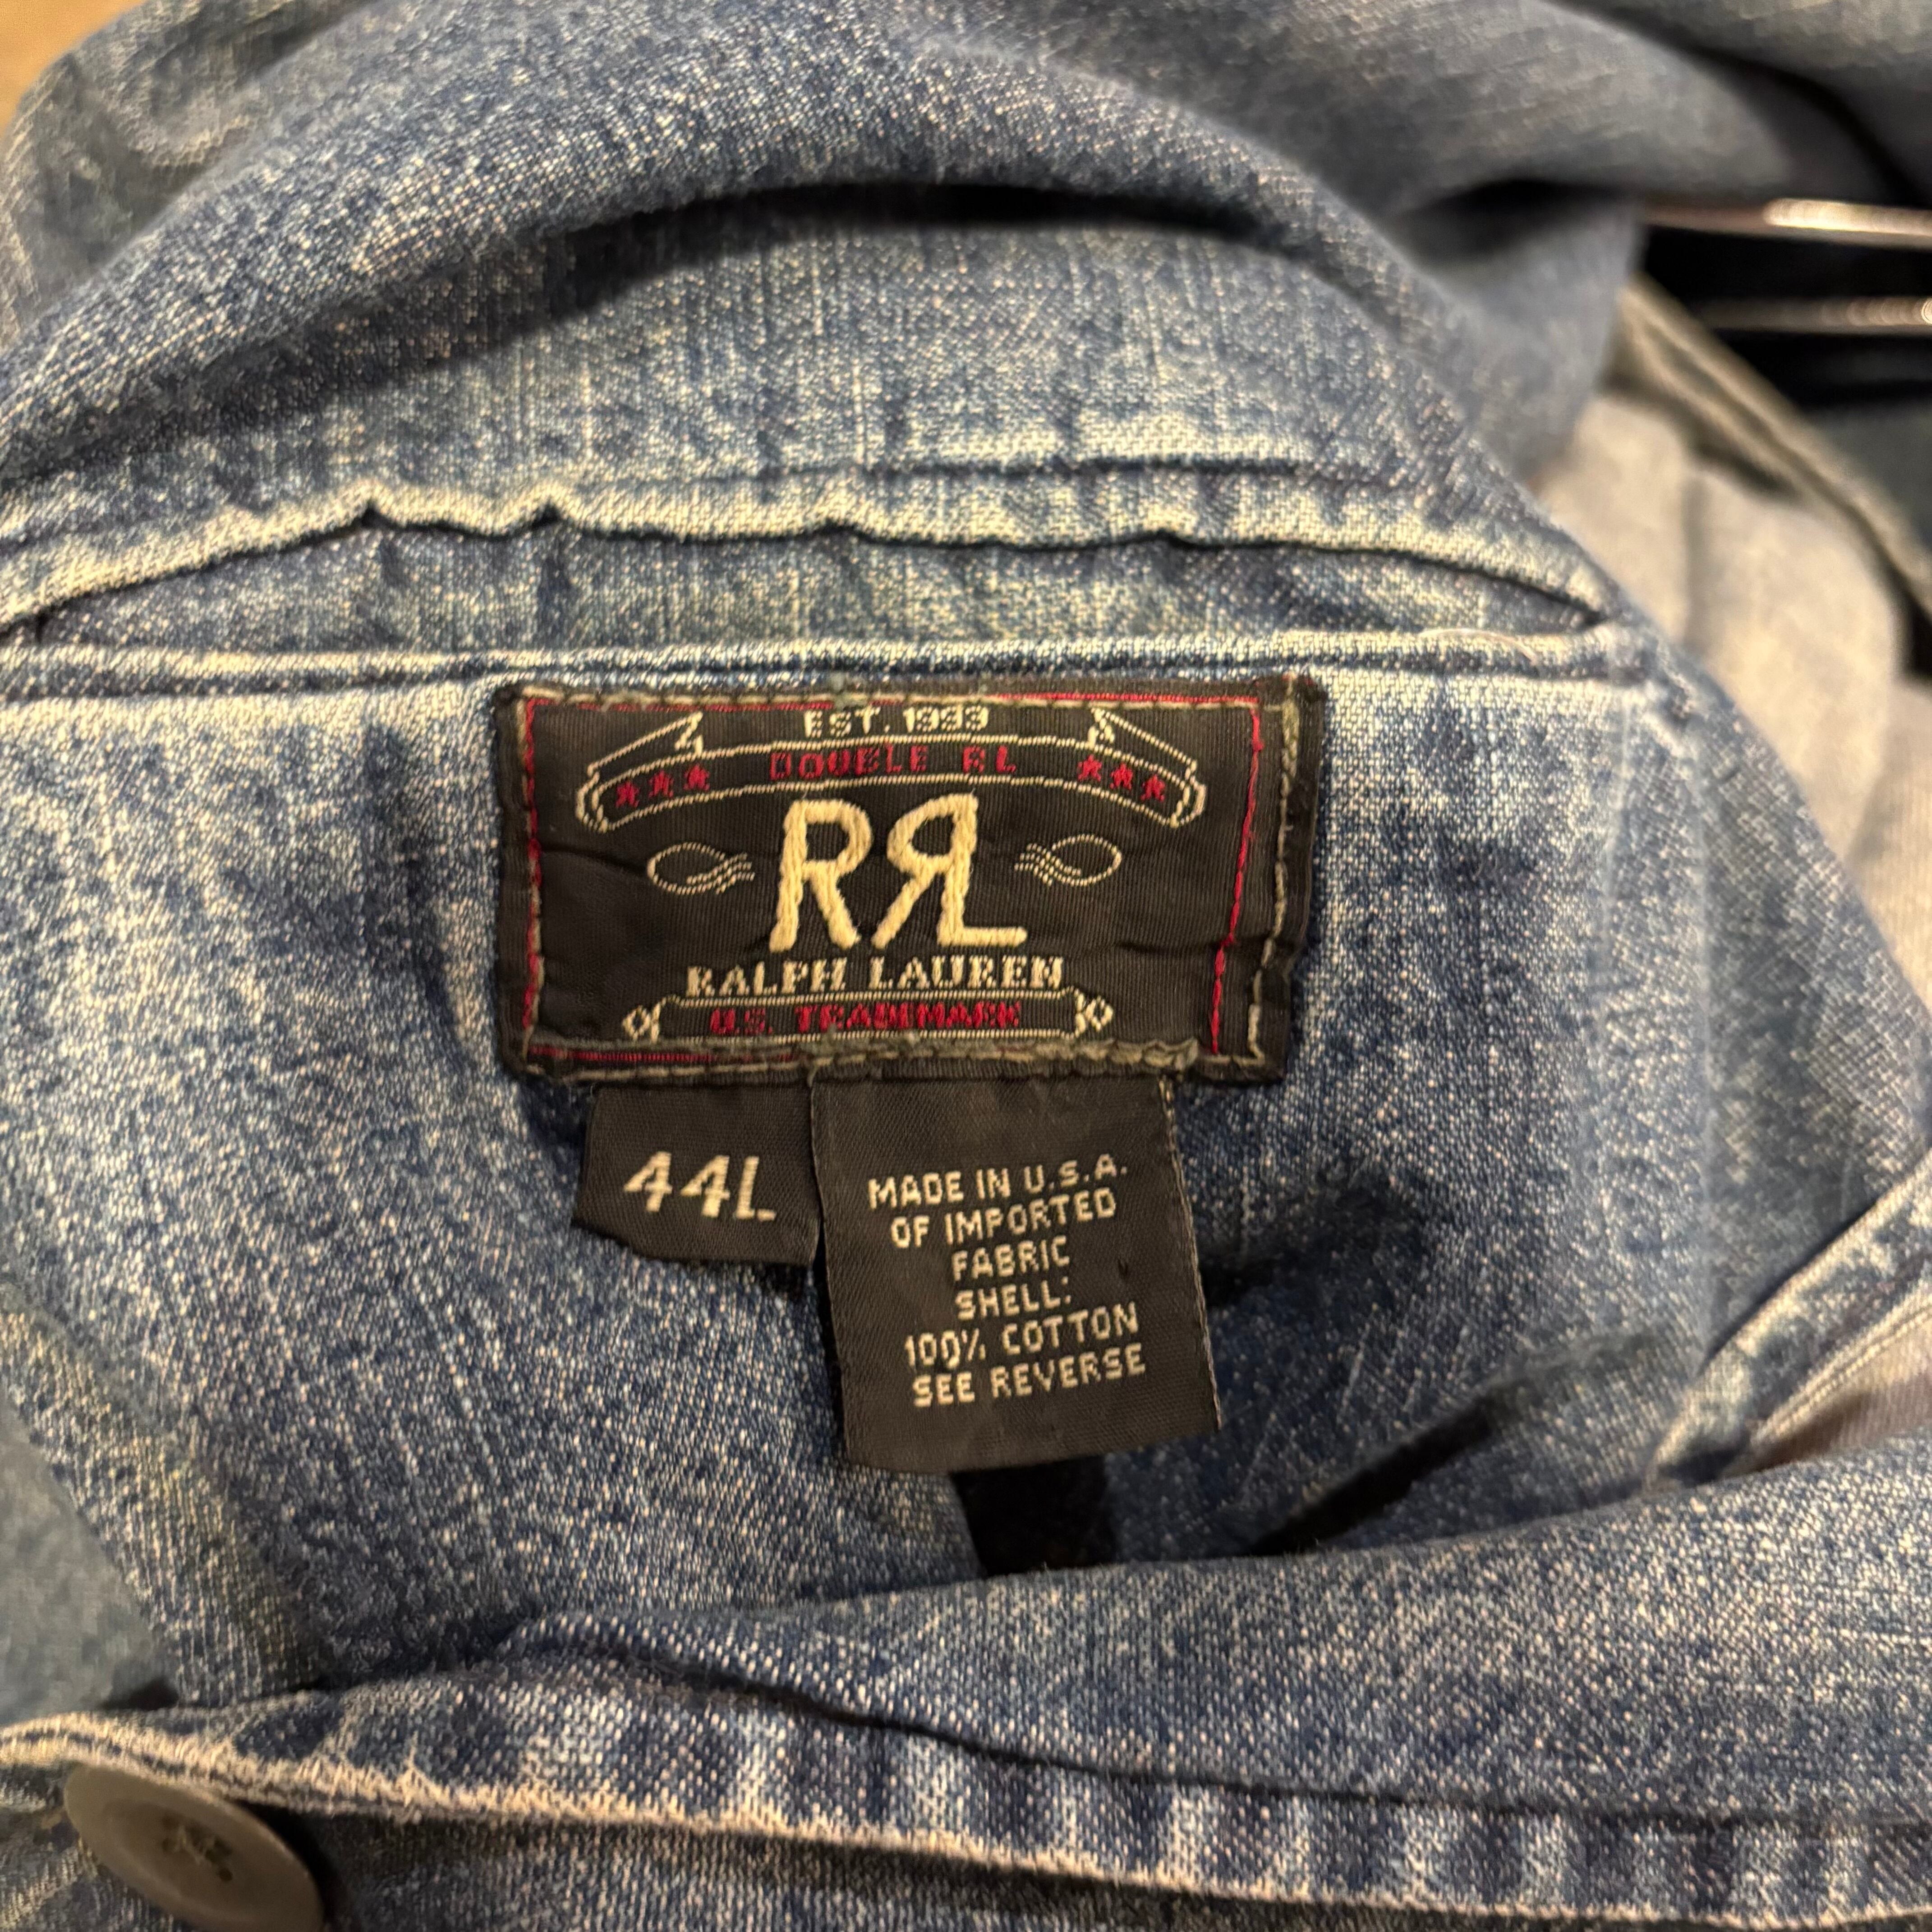 EST. 1993
DOUBLE RL
RRL
RALPH LAUREN
U.S. TRADEMARK
44L
MADE IN U.S.A.
OF IMPORTED
FABRIC
SHELL:
100% COTTON
SEE REVERSE